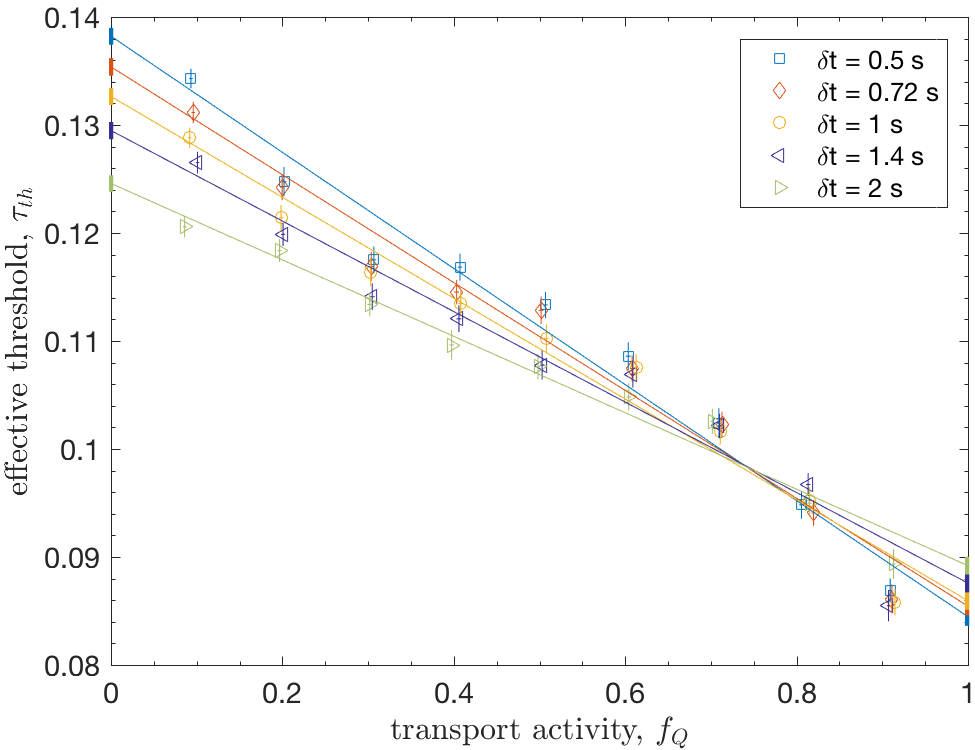 0.14
0.13
0.12
0.11
0.1
0.09
0.08
effective threshold, τ_th
δt = 0.5 s
δt = 0.72 s
δt = 1 s
δt = 1.4 s
δt = 2 s
0 0.2 0.4 0.6 0.8 1
transport activity, f_Q